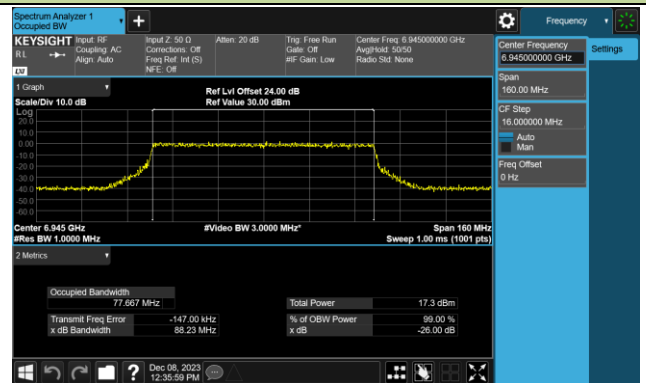 Spectrum Analyzer 1
Occupied BW
Frequency
KEYSIGHT Input: RF Input Z: 50 Ω Atten: 20 dB Trig: Free Run Center Freq: 6.945000000 GHz
RL Coupling: AC Corrections: Off Gate: Off Avg|Hold: 50/50
Align: Auto Freq Ref: Int (S) #IF Gain: Low Radio Std: None
NFE: Off
LXI
Center Frequency
6.945000000 GHz
Settings
Span
160.00 MHz
CF Step
16.000000 MHz
Auto
Man
Freq Offset
0 Hz
1 Graph
Ref Lvl Offset 24.00 dB
Scale/Div 10.0 dB Ref Value 30.00 dBm
Log
20.0
10.0
0.00
-10.0
-20.0
-30.0
-40.0
-50.0
-60.0
Center 6.945 GHz #Video BW 3.0000 MHz* Span 160 MHz
#Res BW 1.0000 MHz Sweep 1.00 ms (1001 pts)
2 Metrics
Occupied Bandwidth
77.667 MHz Total Power 17.3 dBm
Transmit Freq Error -147.00 kHz % of OBW Power 99.00 %
x dB Bandwidth 88.23 MHz x dB -26.00 dB
? Dec 08, 2023
12:35:59 PM